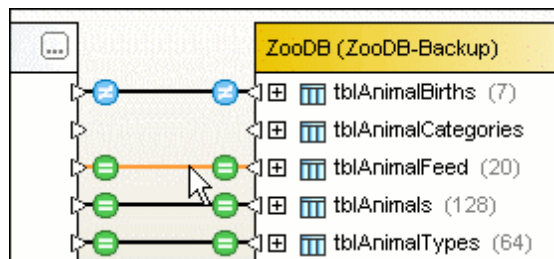 ...
ZooDB (ZooDB-Backup)
tblAnimalBirths (7)
tblAnimalCategories
tblAnimalFeed (20)
tblAnimals (128)
tblAnimalTypes (64)